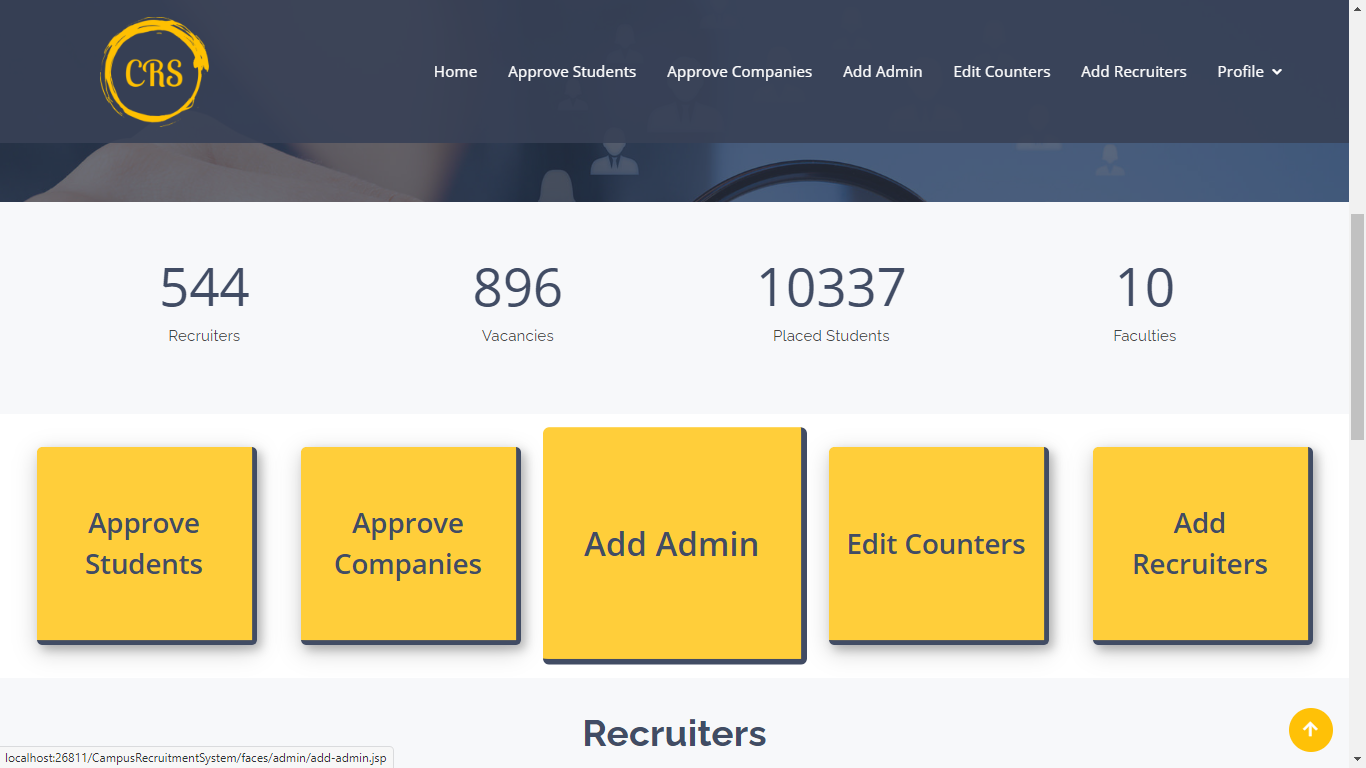 CRS
Home Approve Students Approve Companies Add Admin Edit Counters Add Recruiters Profile
544 896 10337 10
Recruiters Vacancies Placed Students Faculties
Approve
Students
Approve
Companies
Add Admin
Edit Counters
Add
Recruiters
Recruiters
localhost:26811/CampusRecruitmentSystem/faces/admin/add-admin.jsp